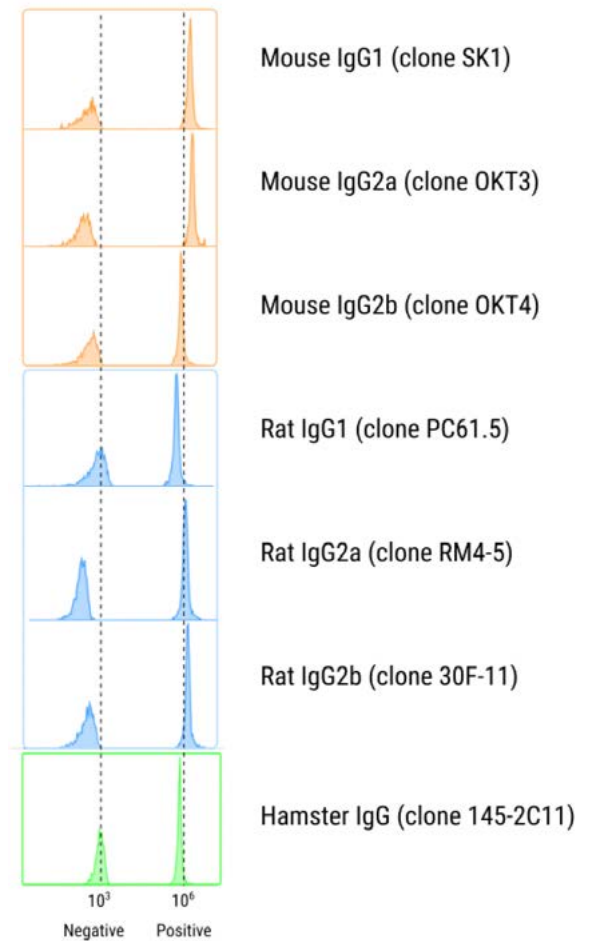 Mouse IgG1 (clone SK1)
Mouse IgG2a (clone OKT3)
Mouse IgG2b (clone OKT4)
Rat IgG1 (clone PC61.5)
Rat IgG2a (clone RM4-5)
Rat IgG2b (clone 30F-11)
Hamster IgG (clone 145-2C11)
10³ 10⁶
Negative Positive